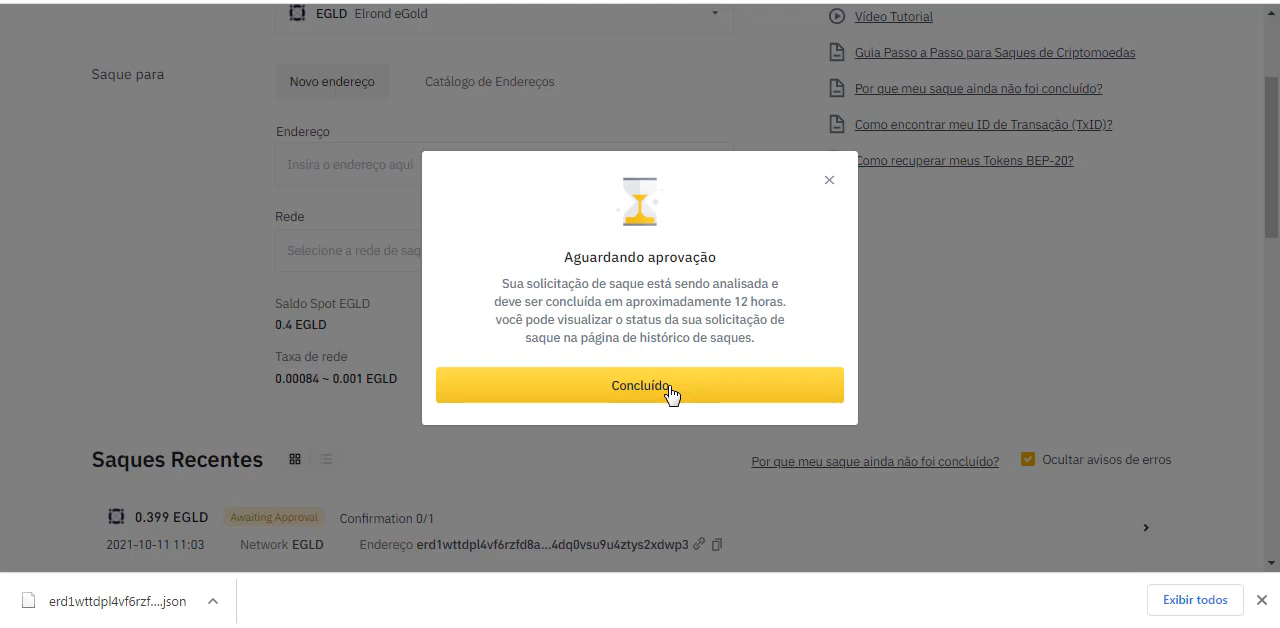 EGLD Elrond eGold
Vídeo Tutorial
Guia Passo a Passo para Saques de Criptomoedas
Saque para
Novo endereço
Catálogo de Endereços
Por que meu saque ainda não foi concluído?
Como encontrar meu ID de Transação (TxID)?
Endereço
Insira o endereço aqui
Como recuperar meus Tokens BEP-20?
Rede
Selecione a rede de saq
Aguardando aprovação
Sua solicitação de saque está sendo analisada e
deve ser concluída em aproximadamente 12 horas.
você pode visualizar o status da sua solicitação de
saque na página de histórico de saques.
Saldo Spot EGLD
0.4 EGLD
Taxa de rede
0.00084 ~ 0.001 EGLD
Concluído
Saques Recentes
Por que meu saque ainda não foi concluído?
Ocultar avisos de erros
0.399 EGLD Awaiting Approval Confirmation 0/1
2021-10-11 11:03 Network EGLD Endereço erd1wttdpl4vf6rzfd8a...4dq0vsu9u4ztys2xdwp3
erd1wttdpl4vf6rzf....json
Exibir todos